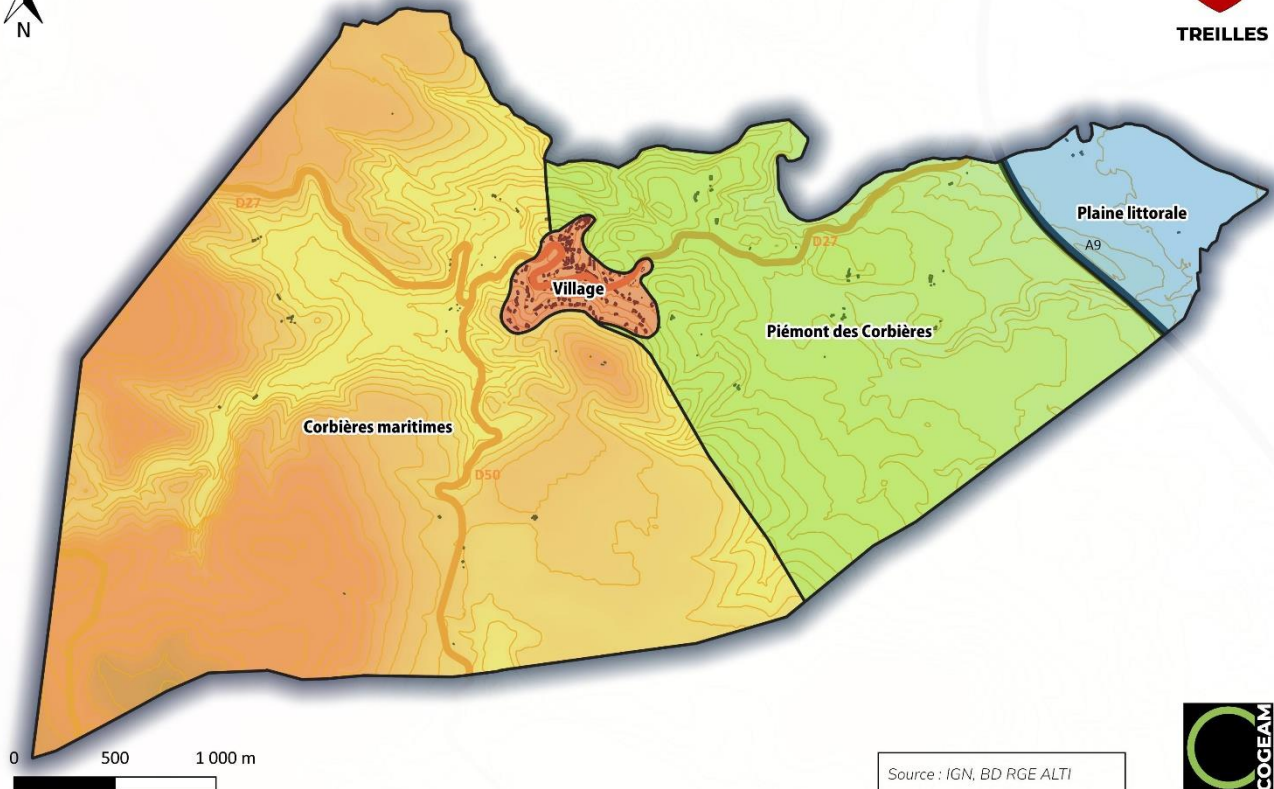 N
TREILLES
Plaine littorale
D27
A9
D27
Village
Piémont des Corbières
Corbières maritimes
D50
0 500 1 000 m
Source : IGN, BD RGE ALTI
COGEAM